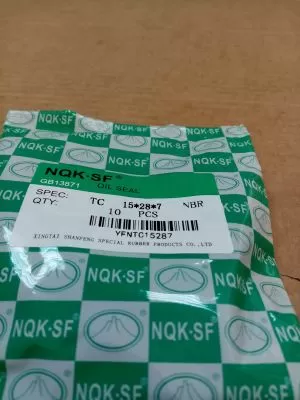 NQK-SF®
GB13871 OIL SEAL
SPEC: TC 15*28*7 NBR
QTY: 10 PCS
YFNTC15287
XINGTAI SHANFENG SPECIAL RUBBER PRODUCTS CO.,LTD
NQK-SF
NQK-SF
NQK-SF
NQK-SF
NQK-SF